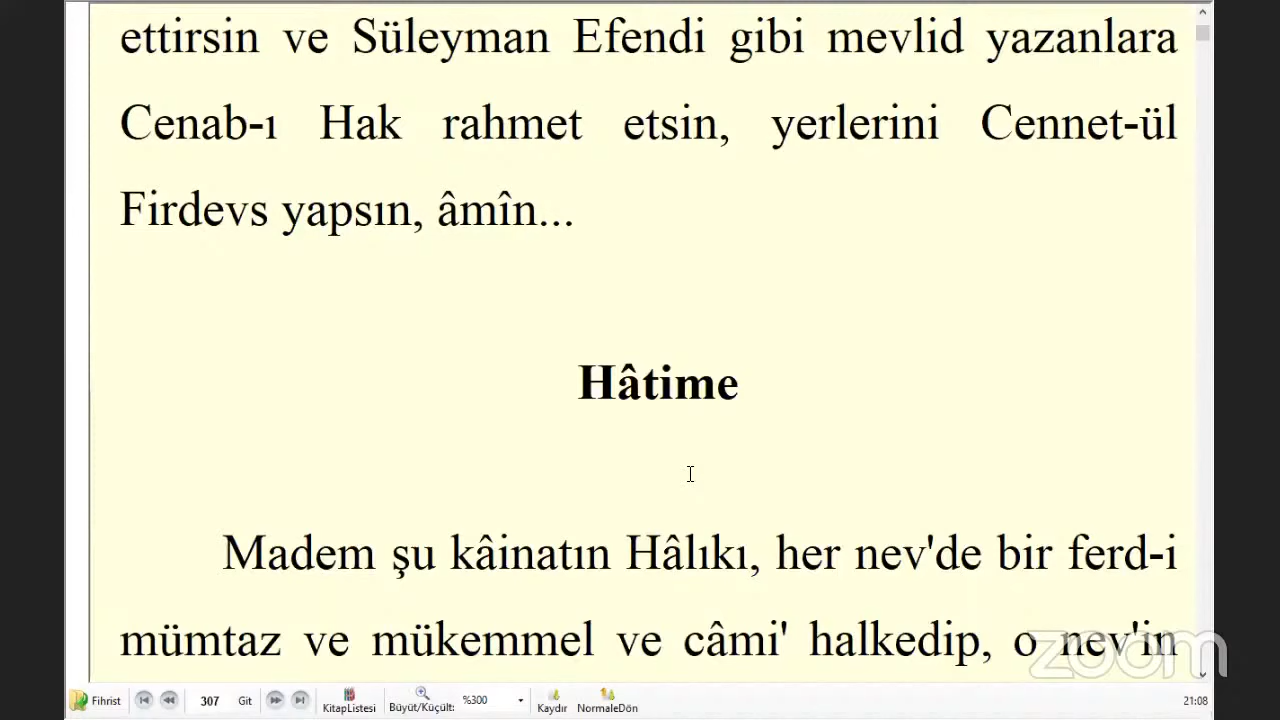 ettirsin ve Süleyman Efendi gibi mevlid yazanlara
Cenab-ı Hak rahmet etsin, yerlerini Cennet-ül
Firdevs yapsın, âmîn...
Hâtime
Madem şu kâinatın Hâlıkı, her nev'de bir ferd-i
mümtaz ve mükemmel ve câmi' halkedip, o nev'in
zoom
Fihrist 307 Git KitapListesi Büyüt/Küçült: %300 Kaydır NormaleDön 21:08